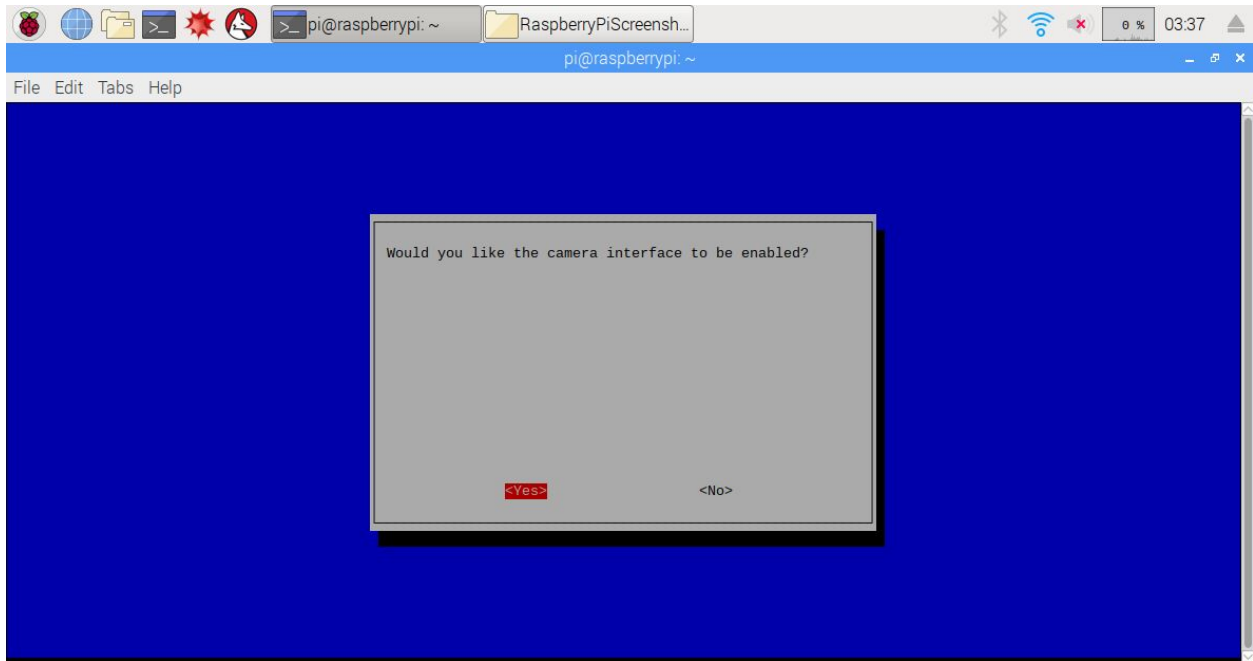 >_ pi@raspberrypi: ~ RaspberryPiScreensh... 0 % 03:37
pi@raspberrypi: ~
File Edit Tabs Help
Would you like the camera interface to be enabled?
<Yes> <No>